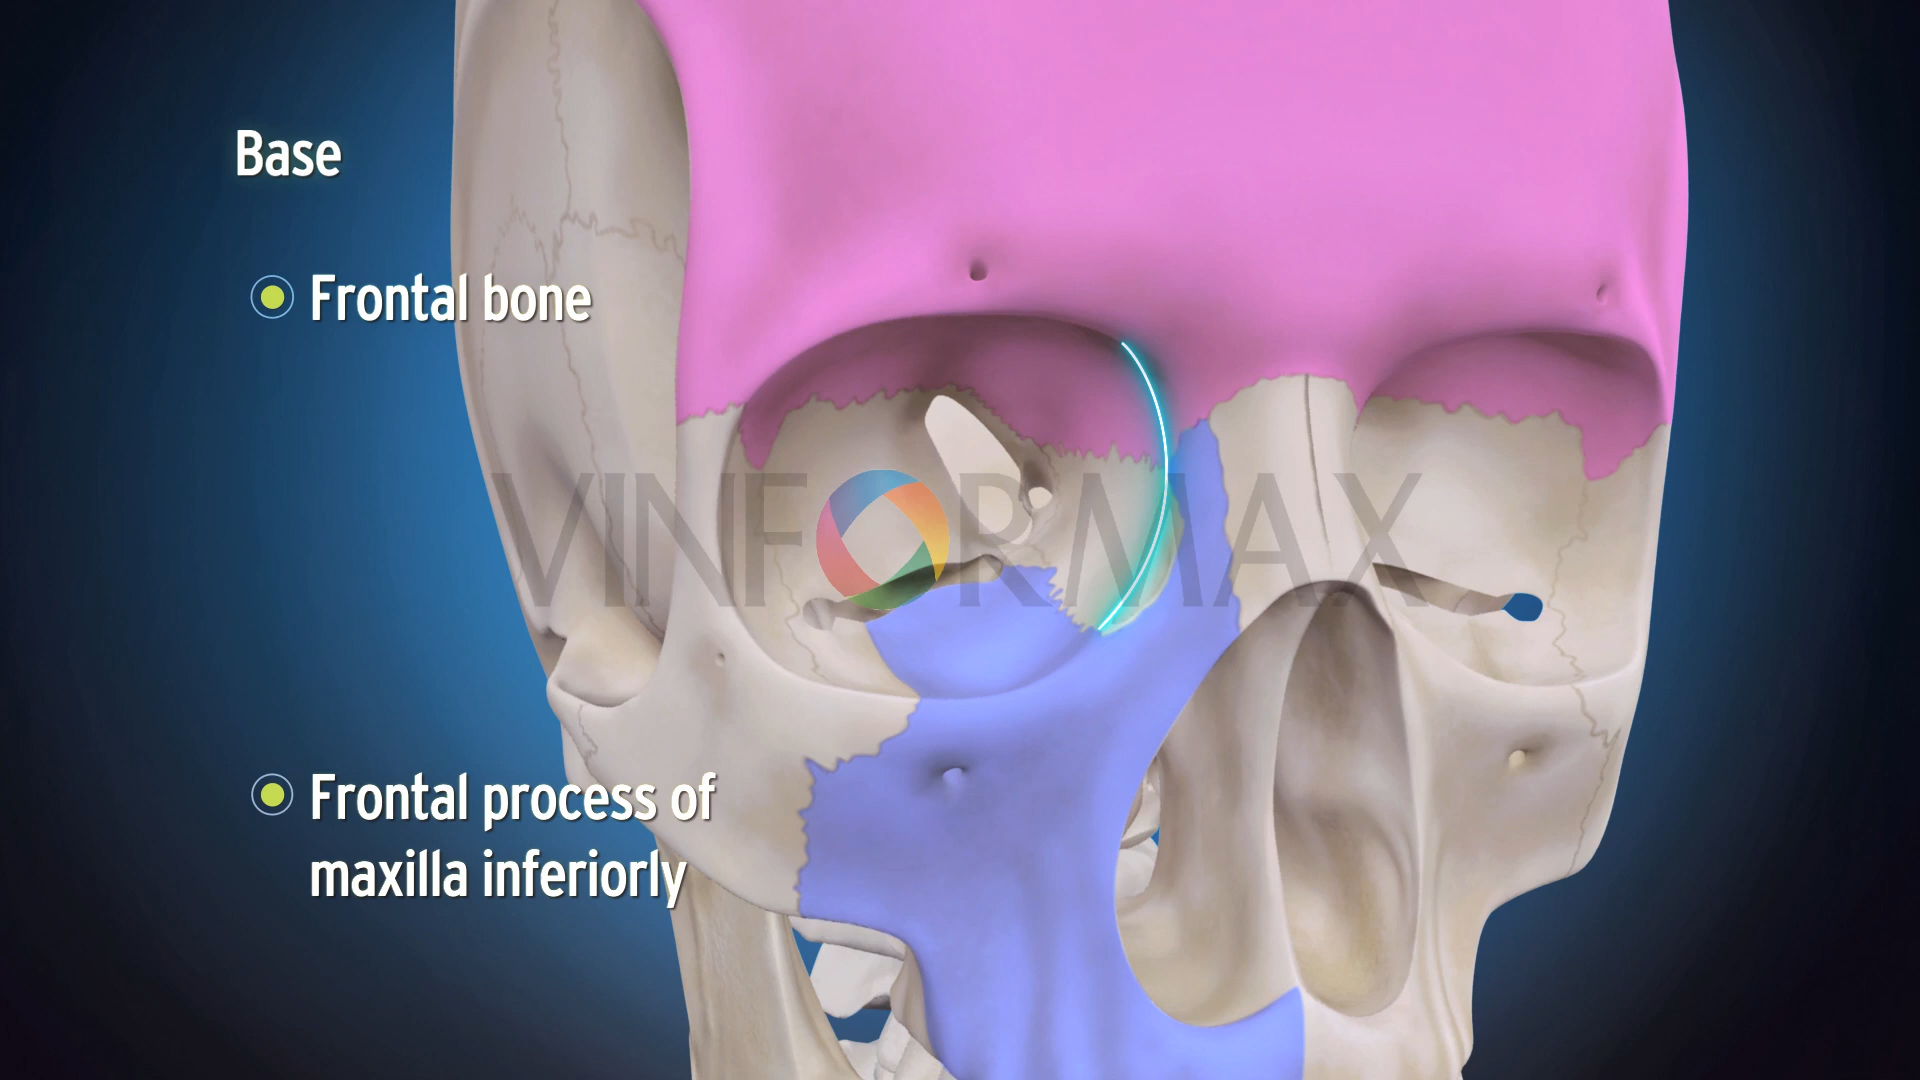 Base
Frontal bone
VINFORMAX
Frontal process of
maxilla inferiorly